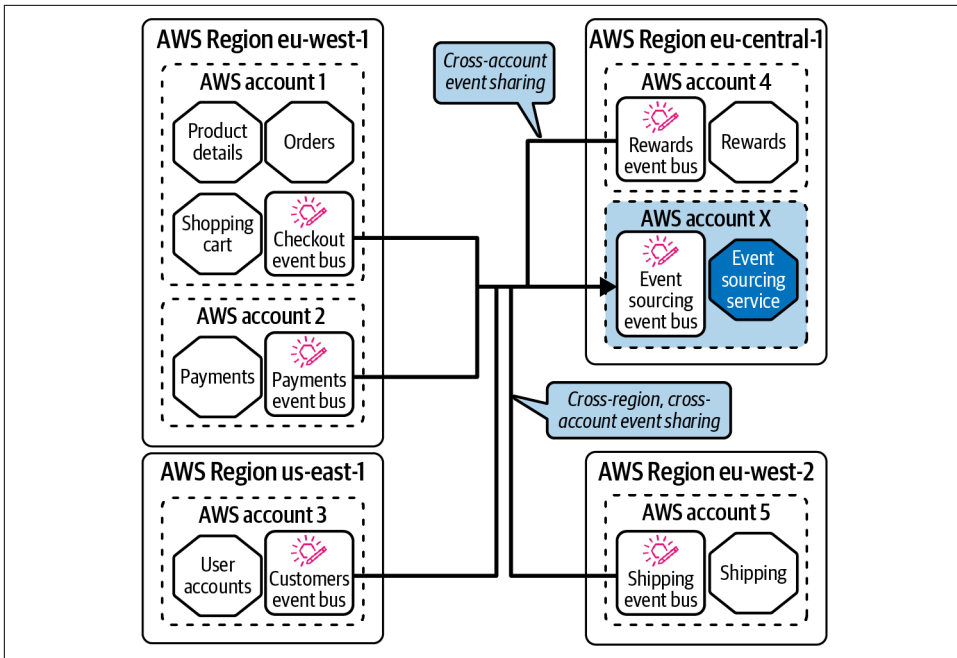 AWS Region eu-west-1
AWS account 1
Product
details
Orders
Shopping
cart
Checkout
event bus
AWS account 2
Payments
Payments
event bus
AWS Region us-east-1
AWS account 3
User
accounts
Customers
event bus
Cross-account
event sharing
AWS Region eu-central-1
AWS account 4
Rewards
event bus
Rewards
AWS account X
Event
sourcing
event bus
Event
sourcing
service
Cross-region, cross-
account event sharing
AWS Region eu-west-2
AWS account 5
Shipping
event bus
Shipping